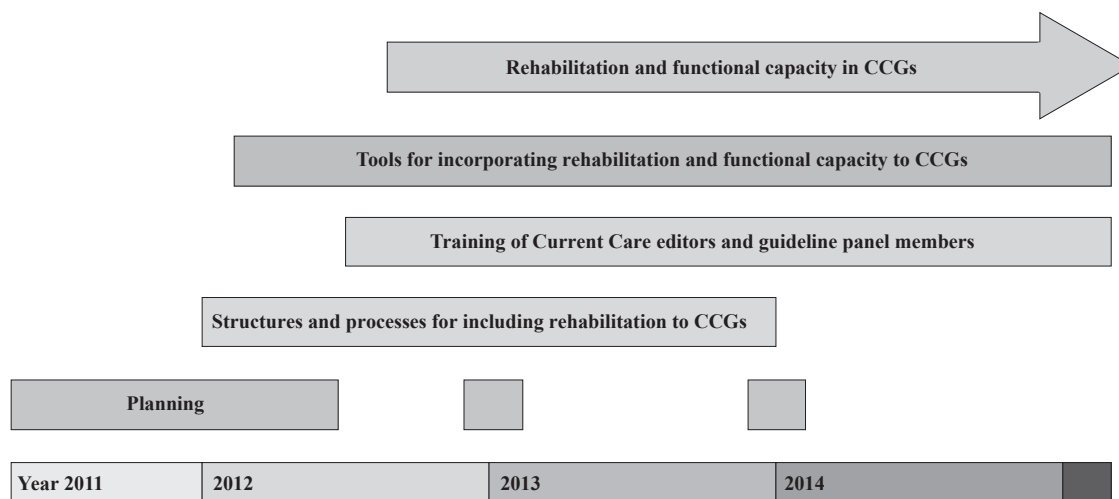 Rehabilitation and functional capacity in CCGs
Tools for incorporating rehabilitation and functional capacity to CCGs
Training of Current Care editors and guideline panel members
Structures and processes for including rehabilitation to CCGs
Planning
Year 2011 2012 2013 2014